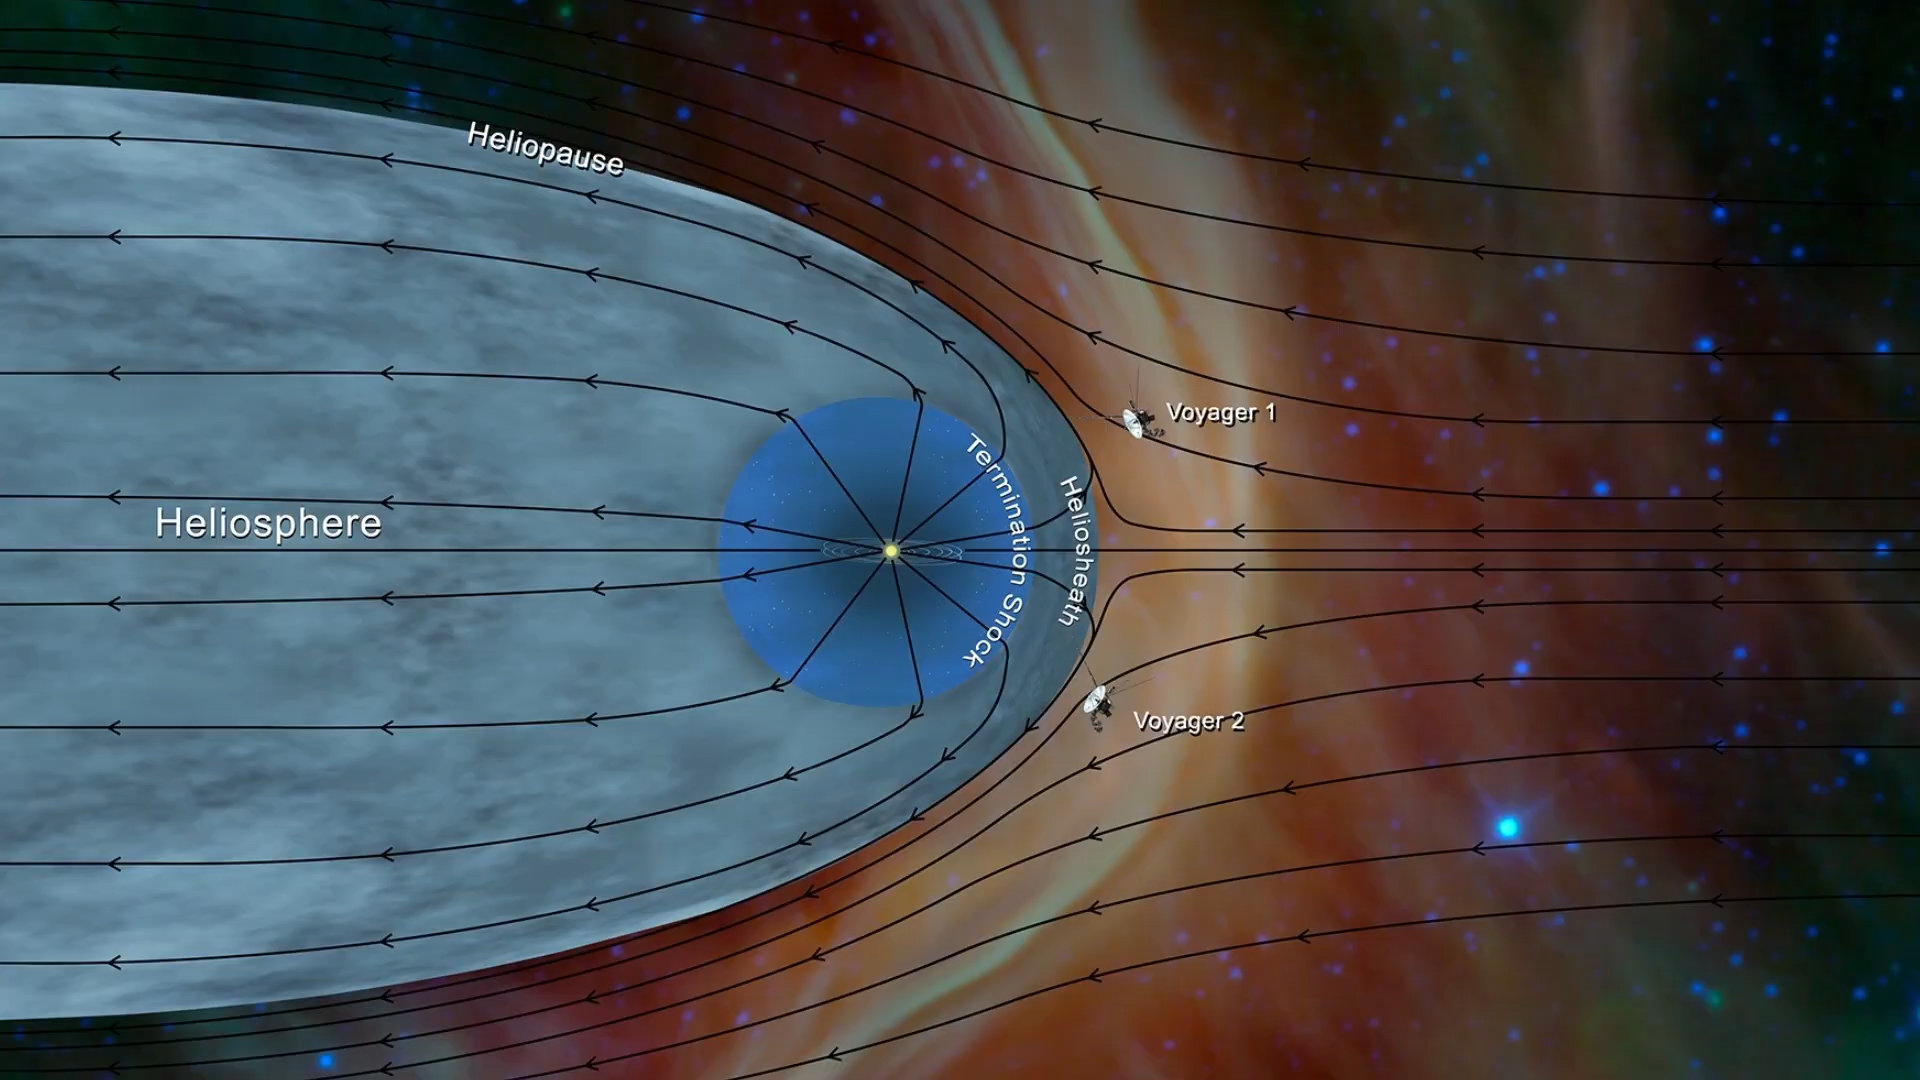 Heliopause
Voyager 1
Termination Shock
Heliosheath
Heliosphere
Voyager 2